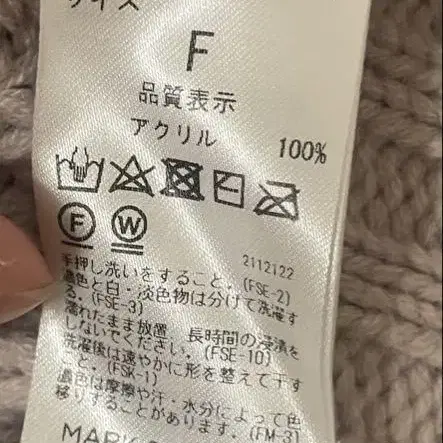 サイズ
F
品質表示
アクリル 100%
F W
2112122
手押し洗いをすること。(FSE-2)
濃色と白・淡色物は分けて洗濯す
る。(FSE-3)
濡れたまま放置 長時間の浸漬を
しないでください。(FSE-10)
洗濯後は速やかに形を整えて干す
こと。(FSK-1)
濃色は摩擦や汗・水分によって色
移りすることがあります。(FM-3)